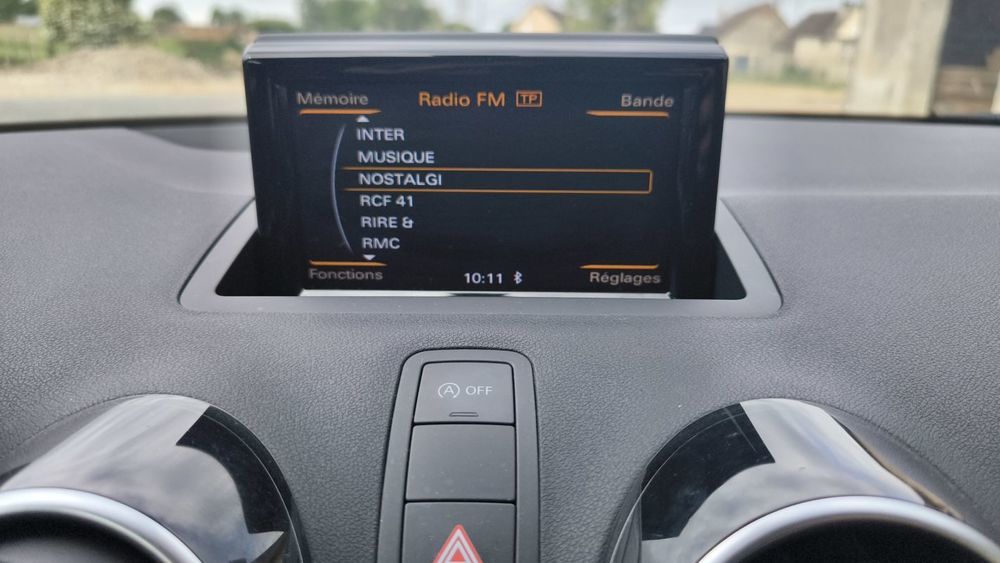 Mémoire Radio FM TP Bande
INTER
MUSIQUE
NOSTALGI
RCF 41
RIRE &
RMC
Fonctions 10:11 Réglages
A OFF